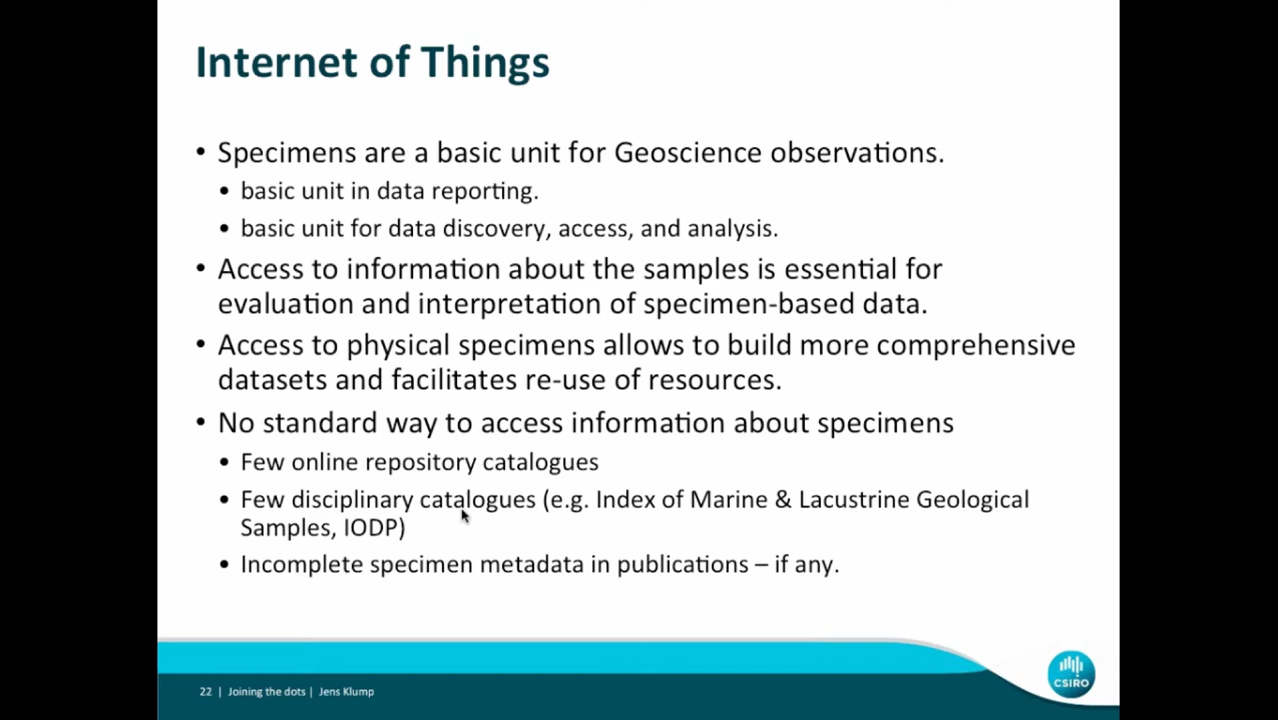 Internet of Things
• Specimens are a basic unit for Geoscience observations.
• basic unit in data reporting.
• basic unit for data discovery, access, and analysis.
• Access to information about the samples is essential for
evaluation and interpretation of specimen-based data.
• Access to physical specimens allows to build more comprehensive
datasets and facilitates re-use of resources.
• No standard way to access information about specimens
• Few online repository catalogues
• Few disciplinary catalogues (e.g. Index of Marine & Lacustrine Geological
Samples, IODP)
• Incomplete specimen metadata in publications – if any.
22 | Joining the dots | Jens Klump
CSIRO